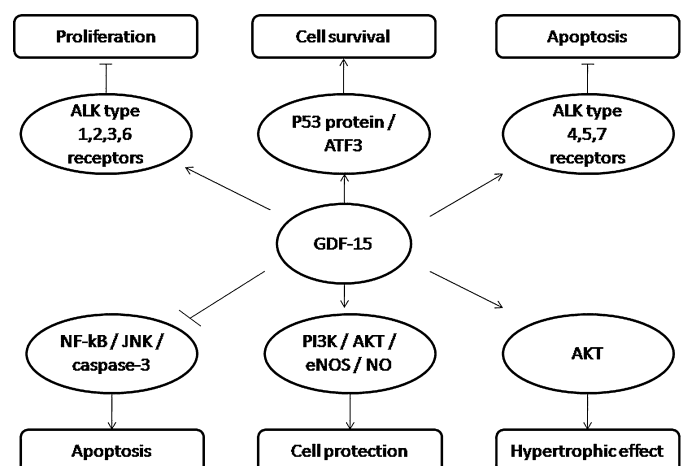 Proliferation
Cell survival
Apoptosis
ALK type
1,2,3,6
receptors
P53 protein /
ATF3
ALK type
4,5,7
receptors
GDF-15
NF-kB / JNK /
caspase-3
PI3K / AKT /
eNOS / NO
AKT
Apoptosis
Cell protection
Hypertrophic effect